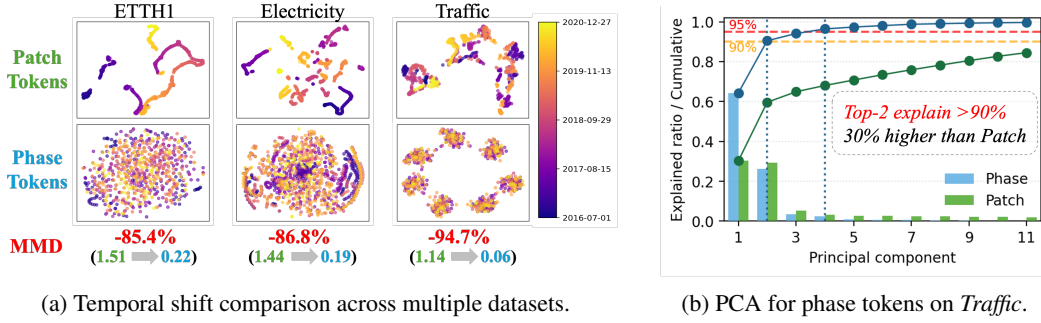 ETTH1 Electricity Traffic
Patch
Tokens
Phase
Tokens
2020-12-27
2019-11-13
2018-09-29
2017-08-15
2016-07-01
MMD -85.4% -86.8% -94.7%
(1.51 0.22) (1.44 0.19) (1.14 0.06)
(a) Temporal shift comparison across multiple datasets.
Explained ratio / Cumulative
1.0
0.8
0.6
0.4
0.2
0.0
95%
90%
Top-2 explain >90%
30% higher than Patch
Phase
Patch
1 3 5 7 9 11
Principal component
(b) PCA for phase tokens on Traffic.